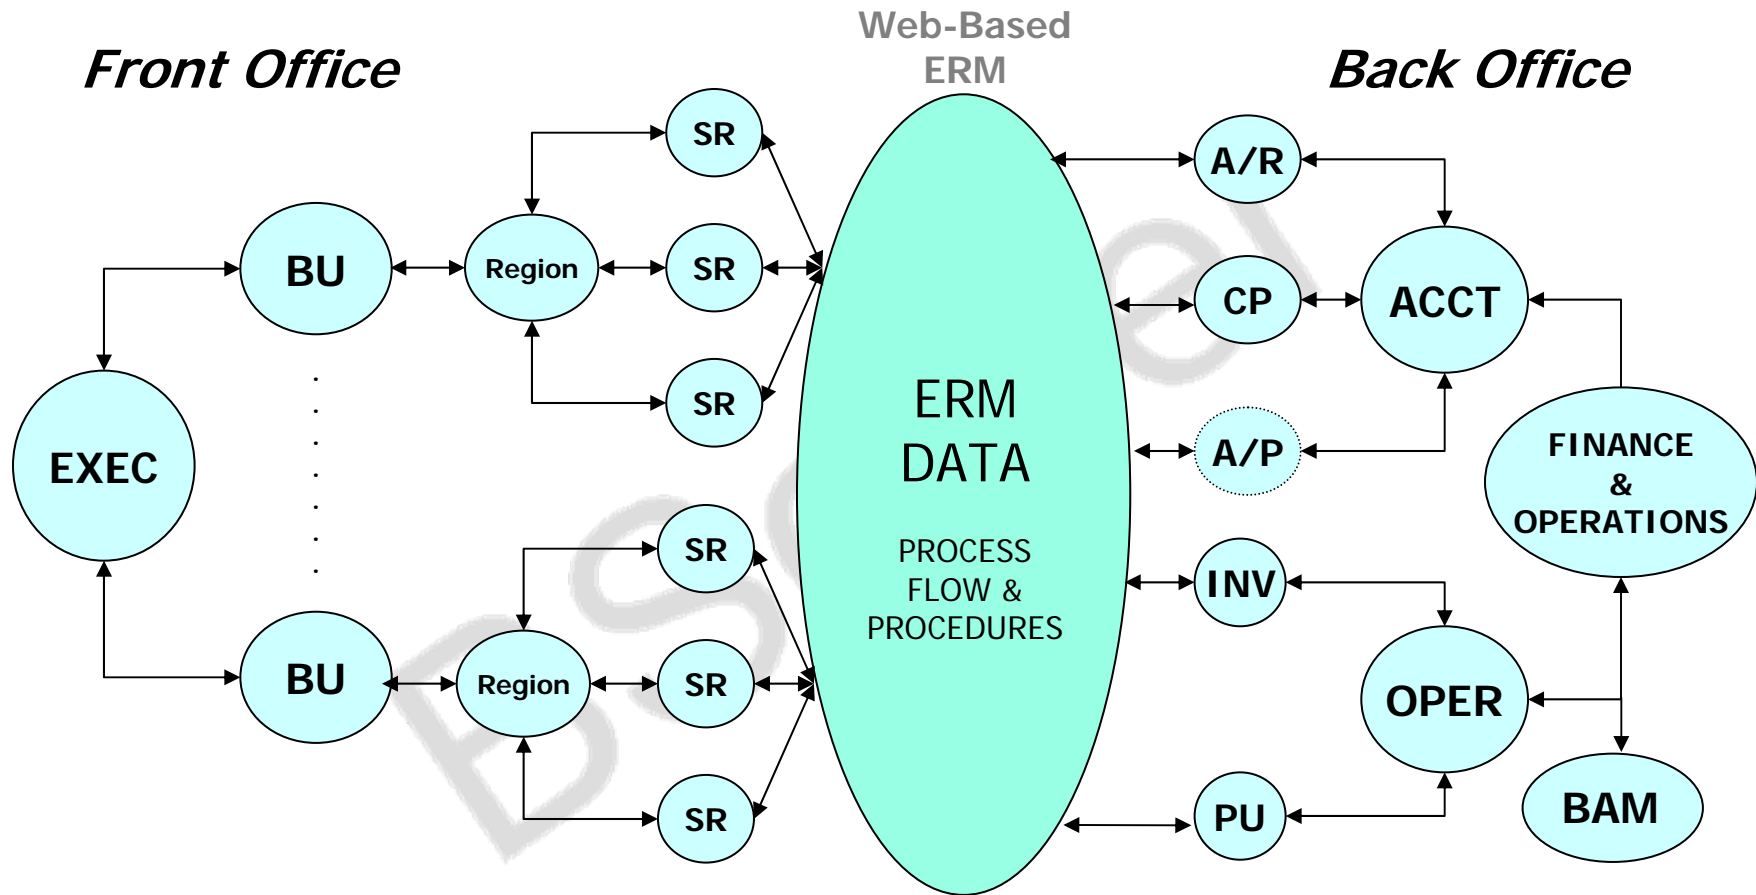 Web-Based
ERM
Front Office
Back Office
SR
SR
SR
BU
Region
EXEC
SR
SR
SR
BU
Region
ERM
DATA
PROCESS
FLOW &
PROCEDURES
A/R
CP
ACCT
A/P
FINANCE
&
OPERATIONS
INV
OPER
PU
BAM